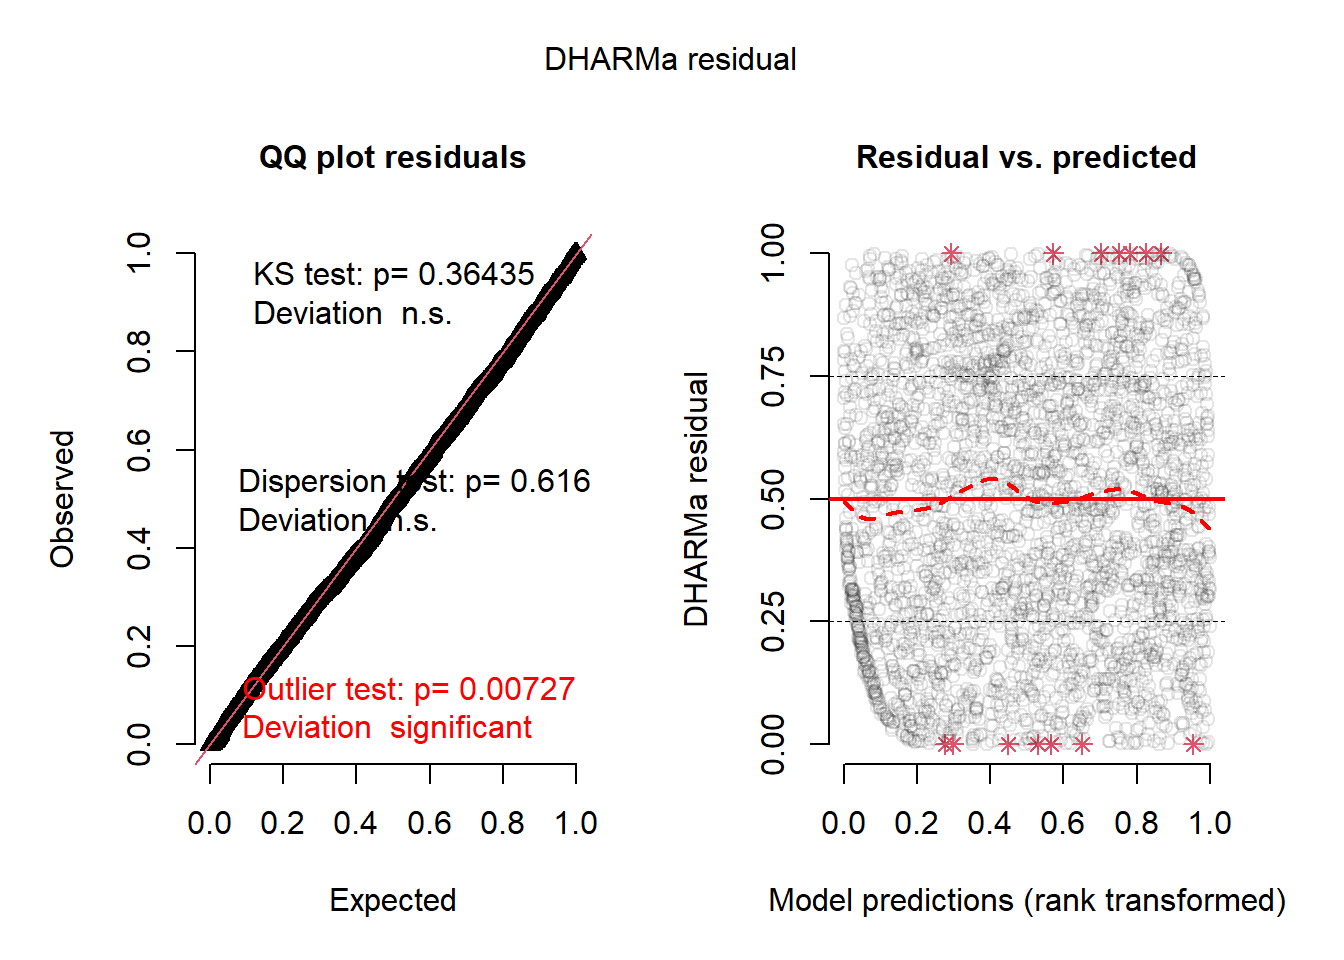 DHARMa residual
QQ plot residuals
KS test: p= 0.36435
Deviation  n.s.
Dispersion test: p= 0.616
Deviation  n.s.
Outlier test: p= 0.00727
Deviation  significant
Observed
0.0 0.2 0.4 0.6 0.8 1.0
0.0 0.2 0.4 0.6 0.8 1.0
Expected
Residual vs. predicted
DHARMa residual
0.00 0.25 0.50 0.75 1.00
0.0 0.2 0.4 0.6 0.8 1.0
Model predictions (rank transformed)